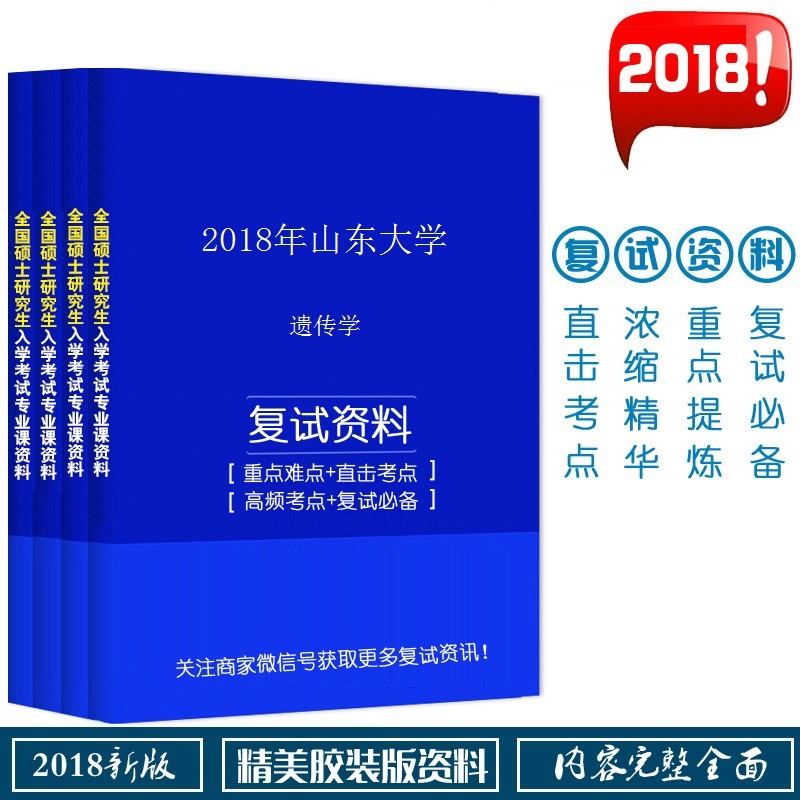 2018!
全国硕士研究生入学考试专业课资料
全国硕士研究生入学考试专业课资料
全国硕士研究生入学考试专业课资料
全国硕士研究生入学考试专业课资料
2018年山东大学
遗传学
复试资料
[ 重点难点+直击考点 ]
[ 高频考点+复试必备 ]
关注商家微信号获取更多复试资讯！
复试资料
直击考点
浓缩精华
重点提炼
复试必备
2018新版
精美胶装版资料
内容完整全面